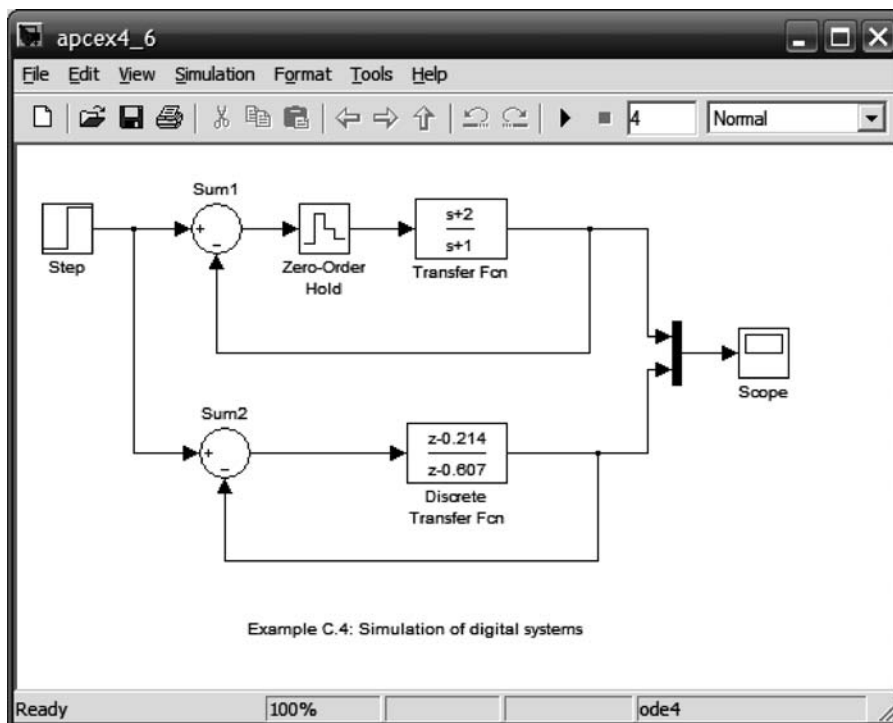 apcex4_6
File Edit View Simulation Format Tools Help
4 Normal
Sum1
s+2
s+1
Step
Zero-Order
Hold
Transfer Fcn
Scope
Sum2
z-0.214
z-0.607
Discrete
Transfer Fcn
Example C.4: Simulation of digital systems
Ready 100% ode4